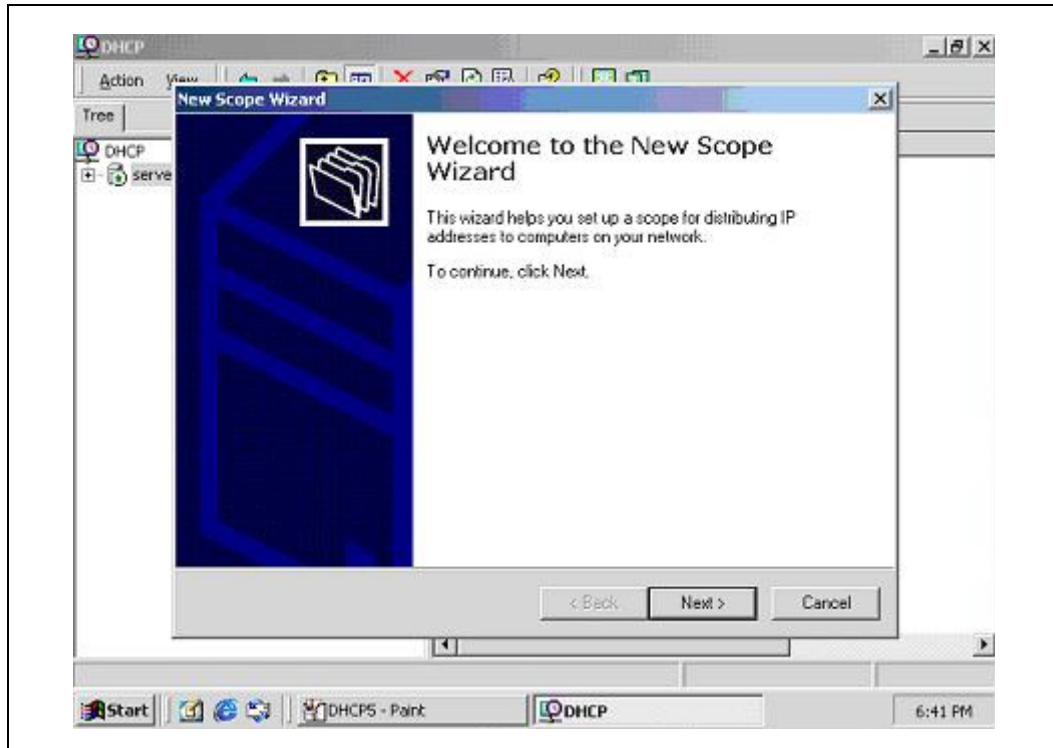 DHCP
Action View
New Scope Wizard
Tree
DHCP
serve
Welcome to the New Scope
Wizard
This wizard helps you set up a scope for distributing IP
addresses to computers on your network.
To continue, click Next.
< Back Next > Cancel
Start DHCP5 - Paint DHCP 6:41 PM